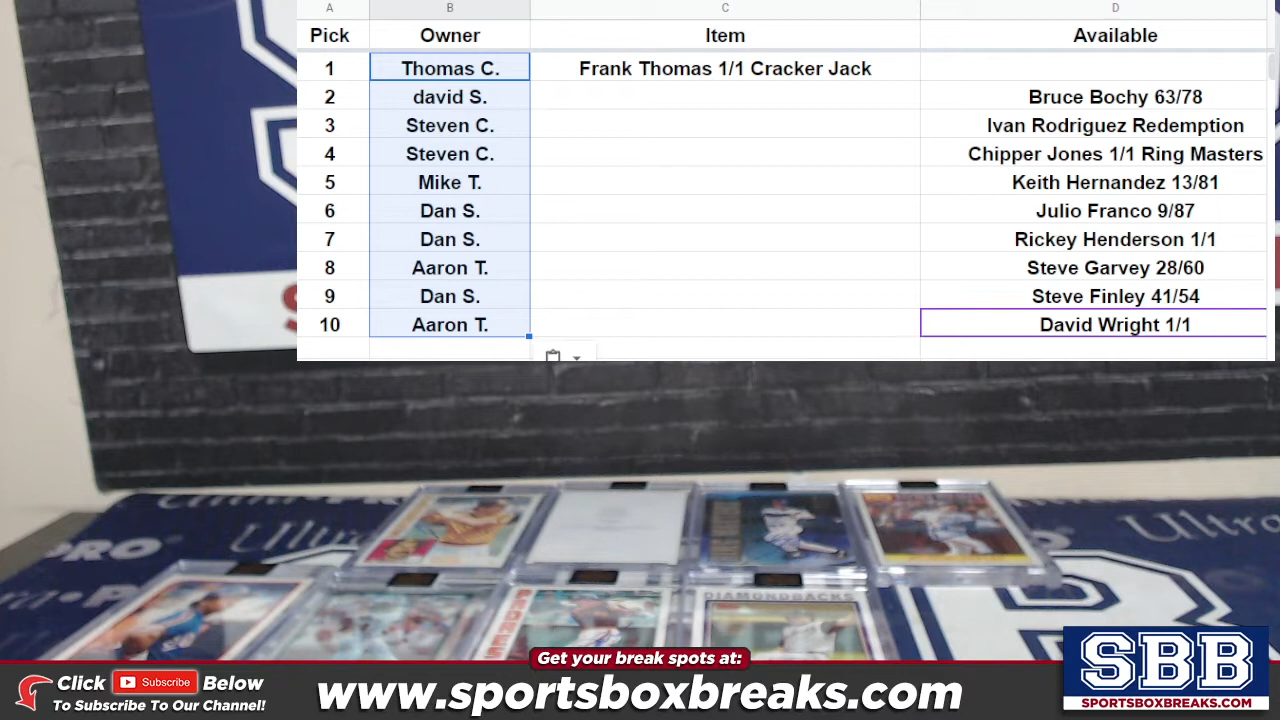 A B C D
Pick Owner Item Available
1 Thomas C. Frank Thomas 1/1 Cracker Jack
2 david S. Bruce Bochy 63/78
3 Steven C. Ivan Rodriguez Redemption
4 Steven C. Chipper Jones 1/1 Ring Masters
5 Mike T. Keith Hernandez 13/81
6 Dan S. Julio Franco 9/87
7 Dan S. Rickey Henderson 1/1
8 Aaron T. Steve Garvey 28/60
9 Dan S. Steve Finley 41/54
10 Aaron T. David Wright 1/1
PRO Ultra
DIAMONDBACKS
Get your break spots at:
Click Subscribe Below
To Subscribe To Our Channel!
www.sportsboxbreaks.com
SBB
SPORTSBOXBREAKS.COM